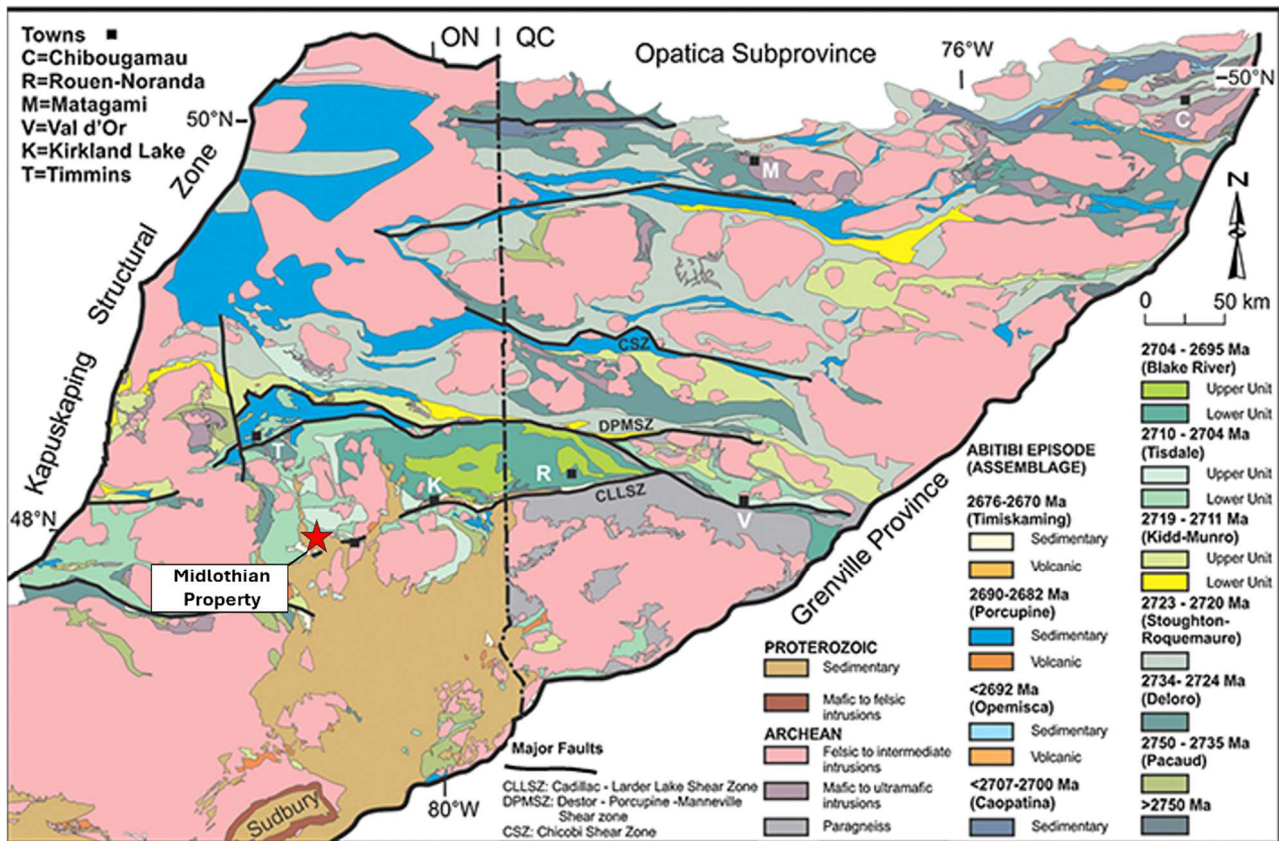 Towns
C=Chibougamau
R=Rouen-Noranda
M=Matagami
V=Val d'Or
K=Kirkland Lake
T=Timmins
ON
QC
Opatica Subprovince
76°W
50°N
50°N
C
M
Kapuskaping Structural Zone
N
S
0 50 km
CSZ
DPMSZ
T
K
R
CLLSZ
V
48°N
Midlothian
Property
Grenville Province
Sudbury
80°W
Major Faults
CLLSZ: Cadillac - Larder Lake Shear Zone
DPMSZ: Destor - Porcupine -Manneville
Shear zone
CSZ: Chicobi Shear Zone
PROTEROZOIC
Sedimentary
Mafic to felsic
intrusions
ARCHEAN
Felsic to intermediate
intrusions
Mafic to ultramafic
intrusions
Paragneiss
ABITIBI EPISODE
(ASSEMBLAGE)
2676-2670 Ma
(Timiskaming)
Sedimentary
Volcanic
2690-2682 Ma
(Porcupine)
Sedimentary
Volcanic
<2692 Ma
(Opemisca)
Sedimentary
Volcanic
<2707-2700 Ma
(Caopatina)
Sedimentary
2704 - 2695 Ma
(Blake River)
Upper Unit
Lower Unit
2710 - 2704 Ma
(Tisdale)
Upper Unit
Lower Unit
2719 - 2711 Ma
(Kidd-Munro)
Upper Unit
Lower Unit
2723 - 2720 Ma
(Stoughton-
Roquemaure)
2734- 2724 Ma
(Deloro)
2750 - 2735 Ma
(Pacaud)
>2750 Ma